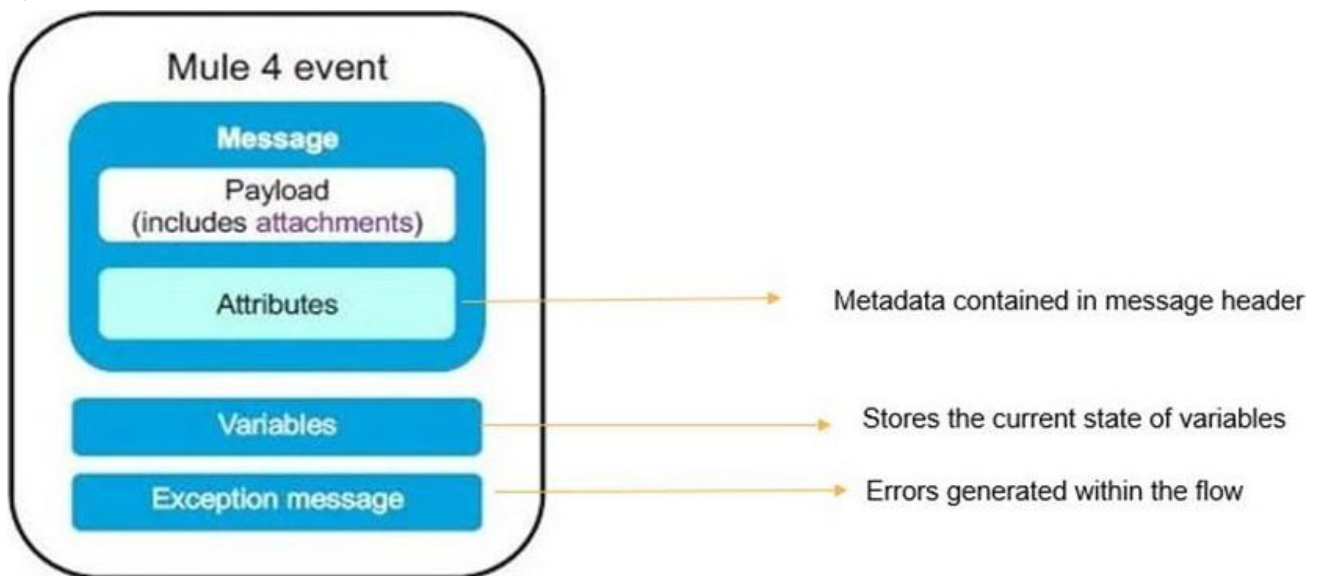 Mule 4 event
Message
Payload
(includes attachments)
Attributes
Metadata contained in message header
Variables
Stores the current state of variables
Exception message
Errors generated within the flow